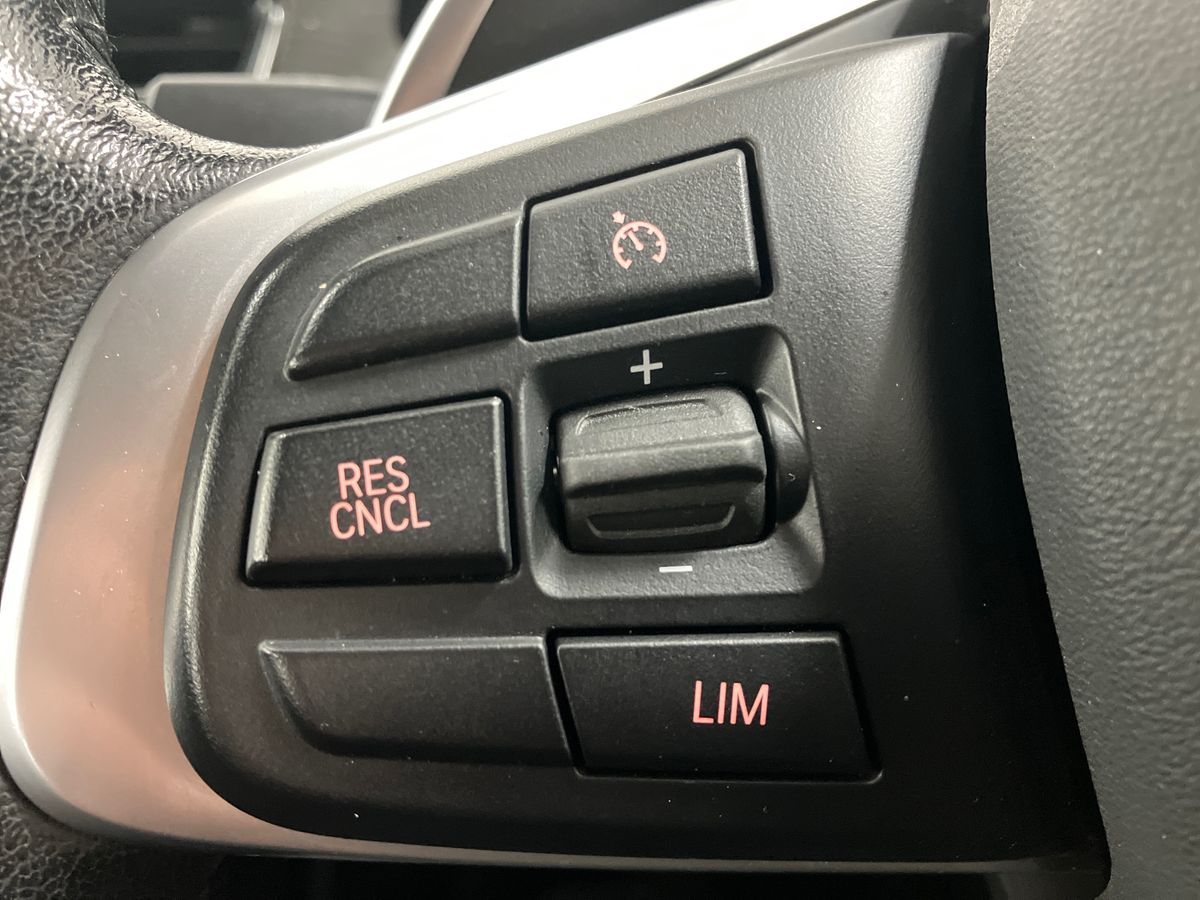 +
RES
CNCL
−
LIM